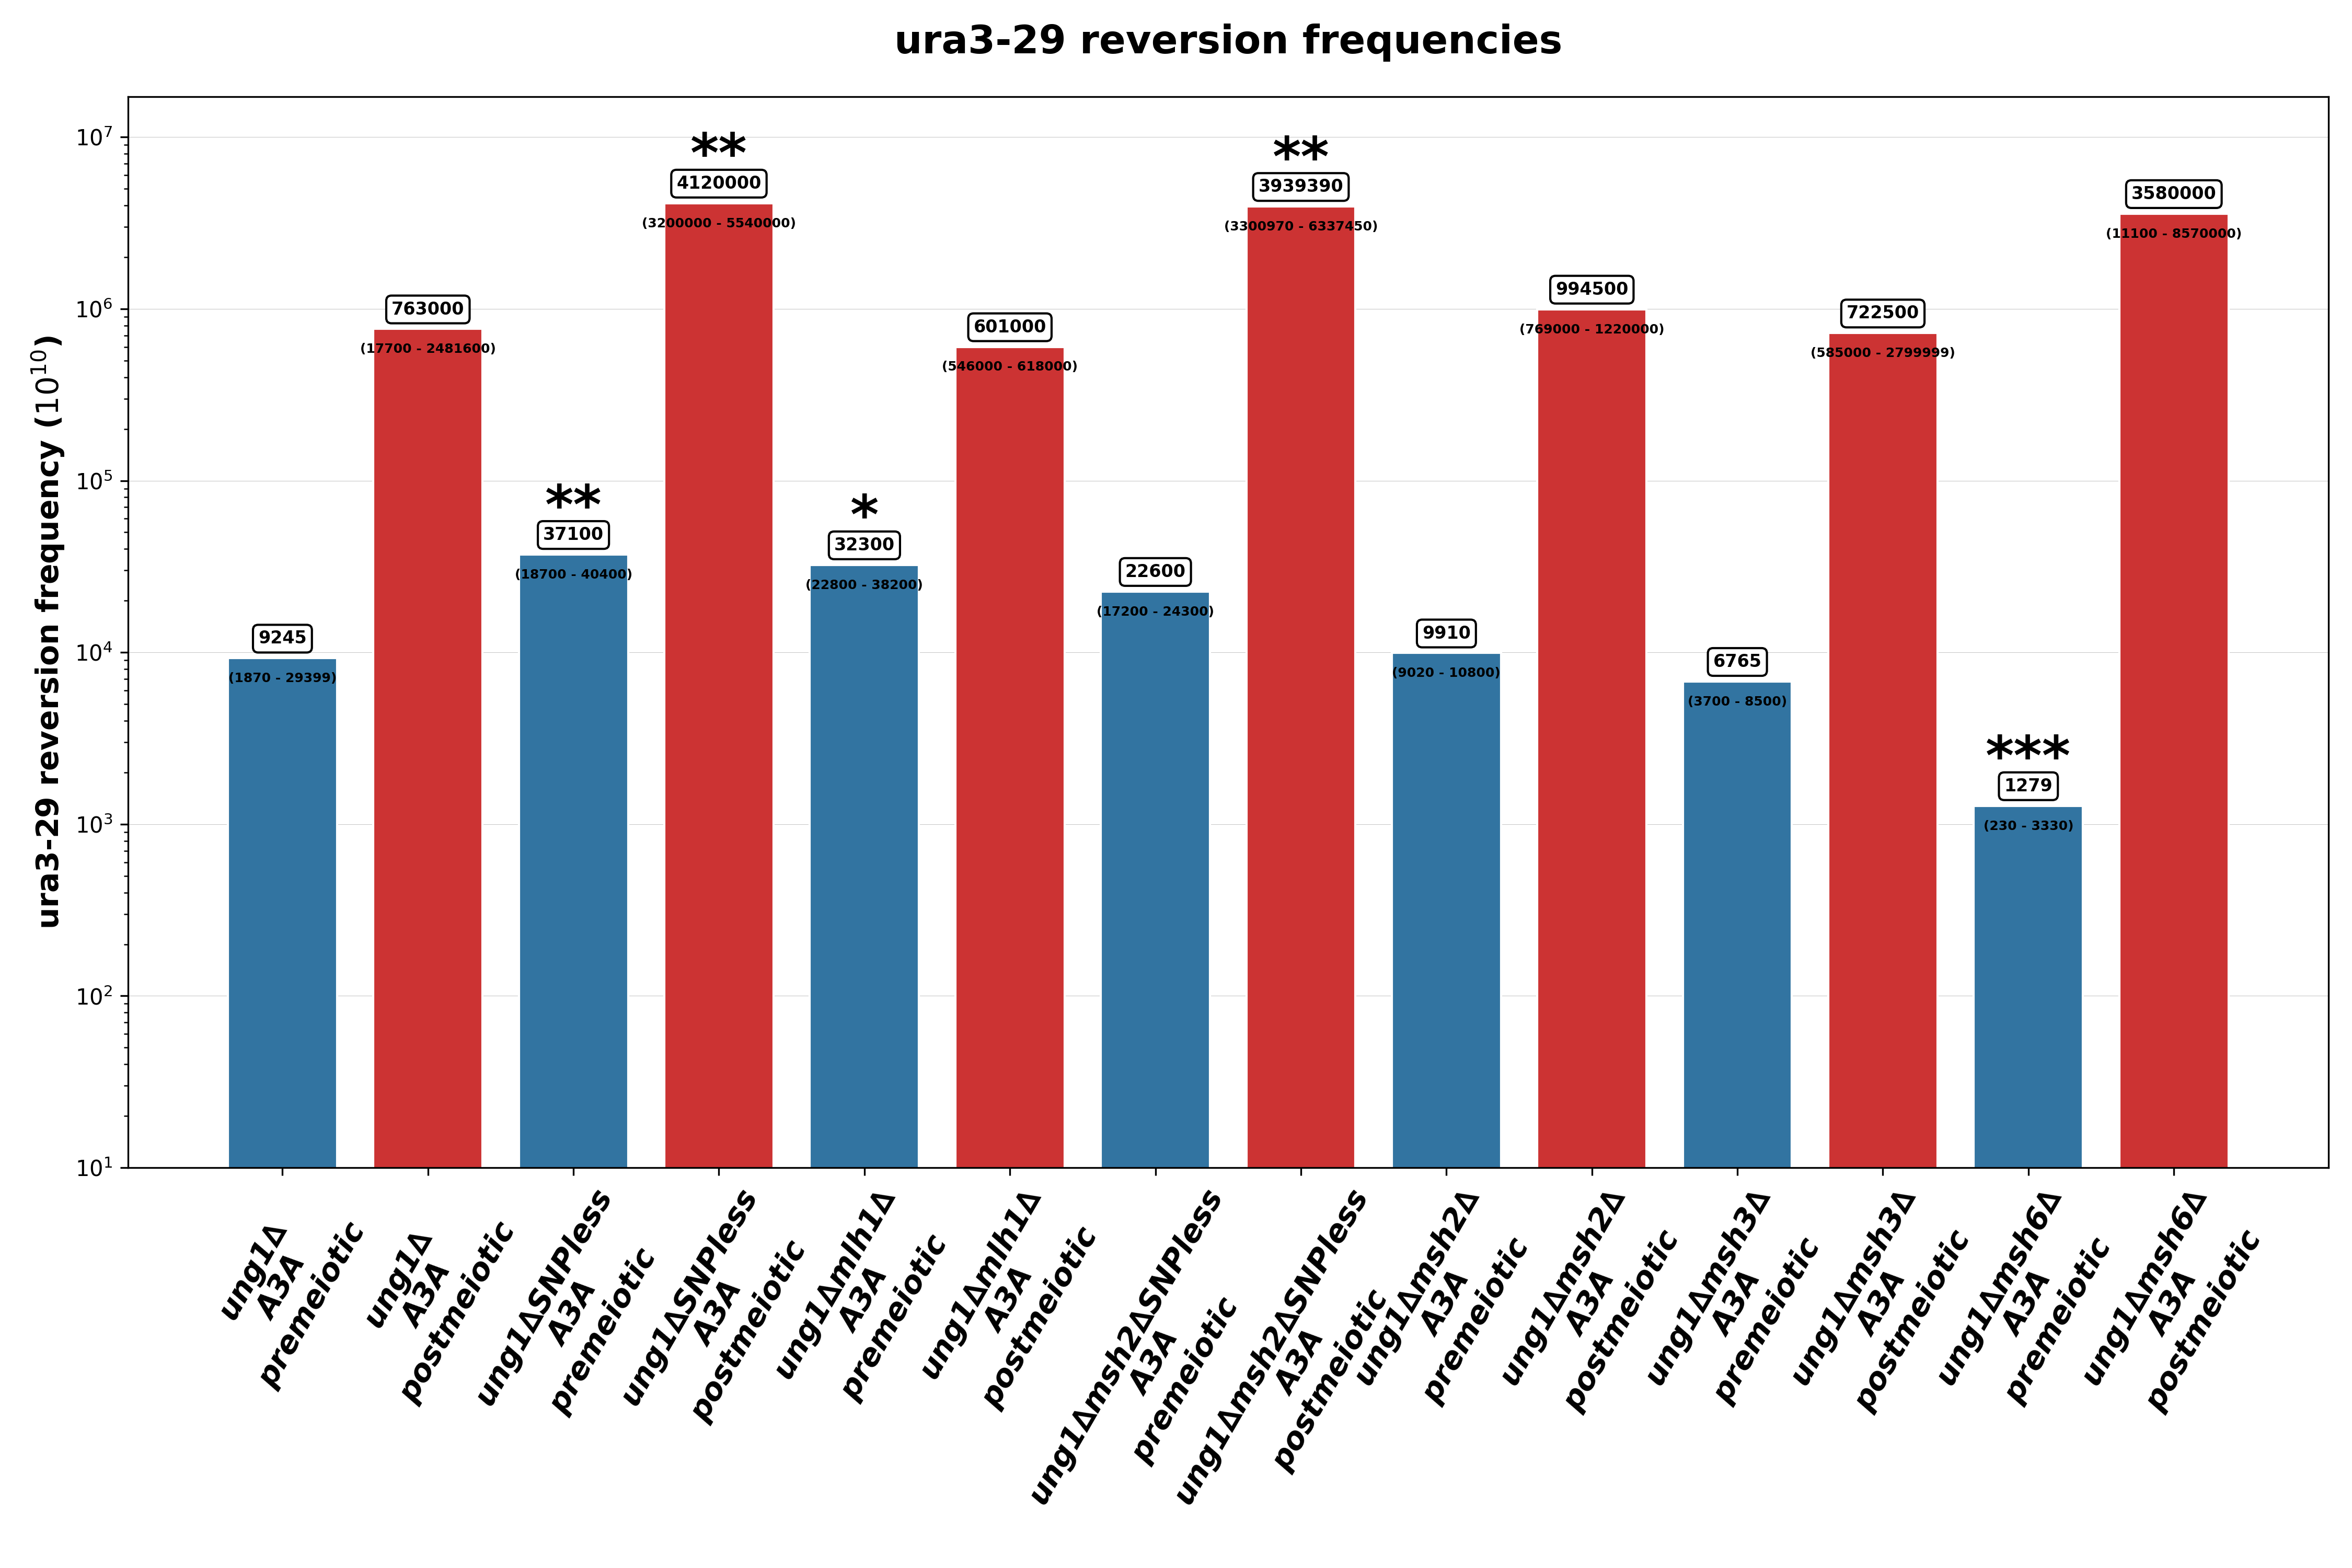 ura3-29 reversion frequencies
ura3-29 reversion frequency (10^10)
10^7
10^6
10^5
10^4
10^3
10^2
10^1
9245
(1870 - 29399)
763000
(17700 - 2481600)
**
37100
(18700 - 40400)
**
4120000
(3200000 - 5540000)
*
32300
(22800 - 38200)
601000
(546000 - 618000)
22600
(17200 - 24300)
**
3939390
(3300970 - 6337450)
9910
(9020 - 10800)
994500
(769000 - 1220000)
6765
(3700 - 8500)
722500
(585000 - 2799999)
***
1279
(230 - 3330)
3580000
(11100 - 8570000)
ung1Δ
A3A
premeiotic
ung1Δ
A3A
postmeiotic
ung1ΔSNPless
A3A
premeiotic
ung1ΔSNPless
A3A
postmeiotic
ung1Δmlh1Δ
A3A
premeiotic
ung1Δmlh1Δ
A3A
postmeiotic
ung1Δmsh2ΔSNPless
A3A
premeiotic
ung1Δmsh2ΔSNPless
A3A
postmeiotic
ung1Δmsh2Δ
A3A
premeiotic
ung1Δmsh2Δ
A3A
postmeiotic
ung1Δmsh3Δ
A3A
premeiotic
ung1Δmsh3Δ
A3A
postmeiotic
ung1Δmsh6Δ
A3A
premeiotic
ung1Δmsh6Δ
A3A
postmeiotic